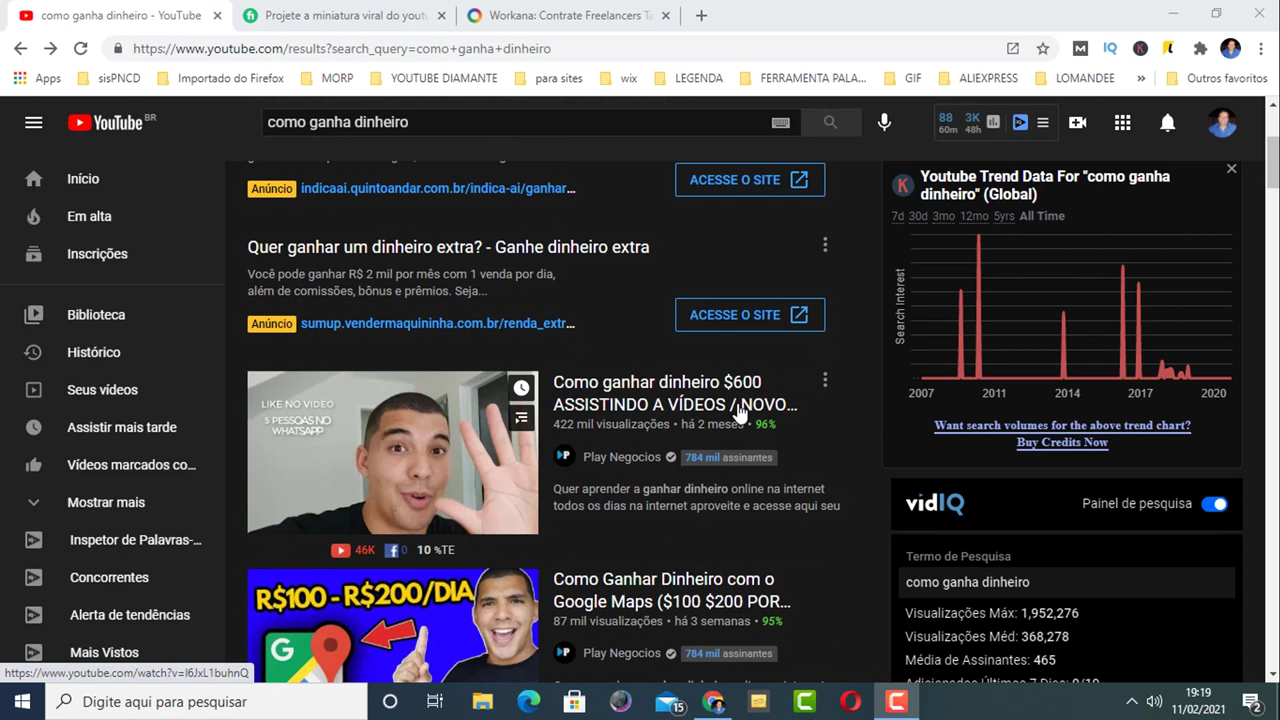 como ganha dinheiro - YouTube
Projete a miniatura viral do youtu
Workana: Contrate Freelancers Ta
https://www.youtube.com/results?search_query=como+ganha+dinheiro
Apps
sisPNCD
Importado do Firefox
MORP
YOUTUBE DIAMANTE
para sites
wix
LEGENDA
FERRAMENTA PALA...
GIF
ALIEXPRESS
LOMANDEE
»
Outros favoritos
YouTube BR
como ganha dinheiro
88
60m
3K
48h
Início
Em alta
Inscrições
Biblioteca
Histórico
Seus vídeos
Assistir mais tarde
Vídeos marcados co...
Mostrar mais
Inspetor de Palavras-...
Concorrentes
Alerta de tendências
Mais Vistos
https://www.youtube.com/watch?v=I6JxL1buhnQ
Anúncio indicaai.quintoandar.com.br/indica-ai/ganhar...
ACESSE O SITE
Quer ganhar um dinheiro extra? - Ganhe dinheiro extra
Você pode ganhar R$ 2 mil por mês com 1 venda por dia,
além de comissões, bônus e prêmios. Seja...
Anúncio sumup.vendermaquininha.com.br/renda_extr...
ACESSE O SITE
LIKE NO VIDEO
5 PESSOAS NO
WHATSAPP
46K
0
10 %TE
Como ganhar dinheiro $600
ASSISTINDO A VÍDEOS / NOVO...
422 mil visualizações • há 2 meses • 96%
Play Negocios 784 mil assinantes
Quer aprender a ganhar dinheiro online na internet
todos os dias na internet aproveite e acesse aqui seu
R$100 - R$200/DIA
G
Como Ganhar Dinheiro com o
Google Maps ($100 $200 POR...
87 mil visualizações • há 3 semanas • 95%
Play Negocios 784 mil assinantes
K
Youtube Trend Data For "como ganha
dinheiro" (Global)
7d 30d 3mo 12mo 5yrs All Time
Search Interest
2007 2011 2014 2017 2020
Want search volumes for the above trend chart?
Buy Credits Now
vidIQ
Painel de pesquisa
Termo de Pesquisa
como ganha dinheiro
Visualizações Máx: 1,952,276
Visualizações Méd: 368,278
Média de Assinantes: 465
Digite aqui para pesquisar
15
19:19
11/02/2021
2